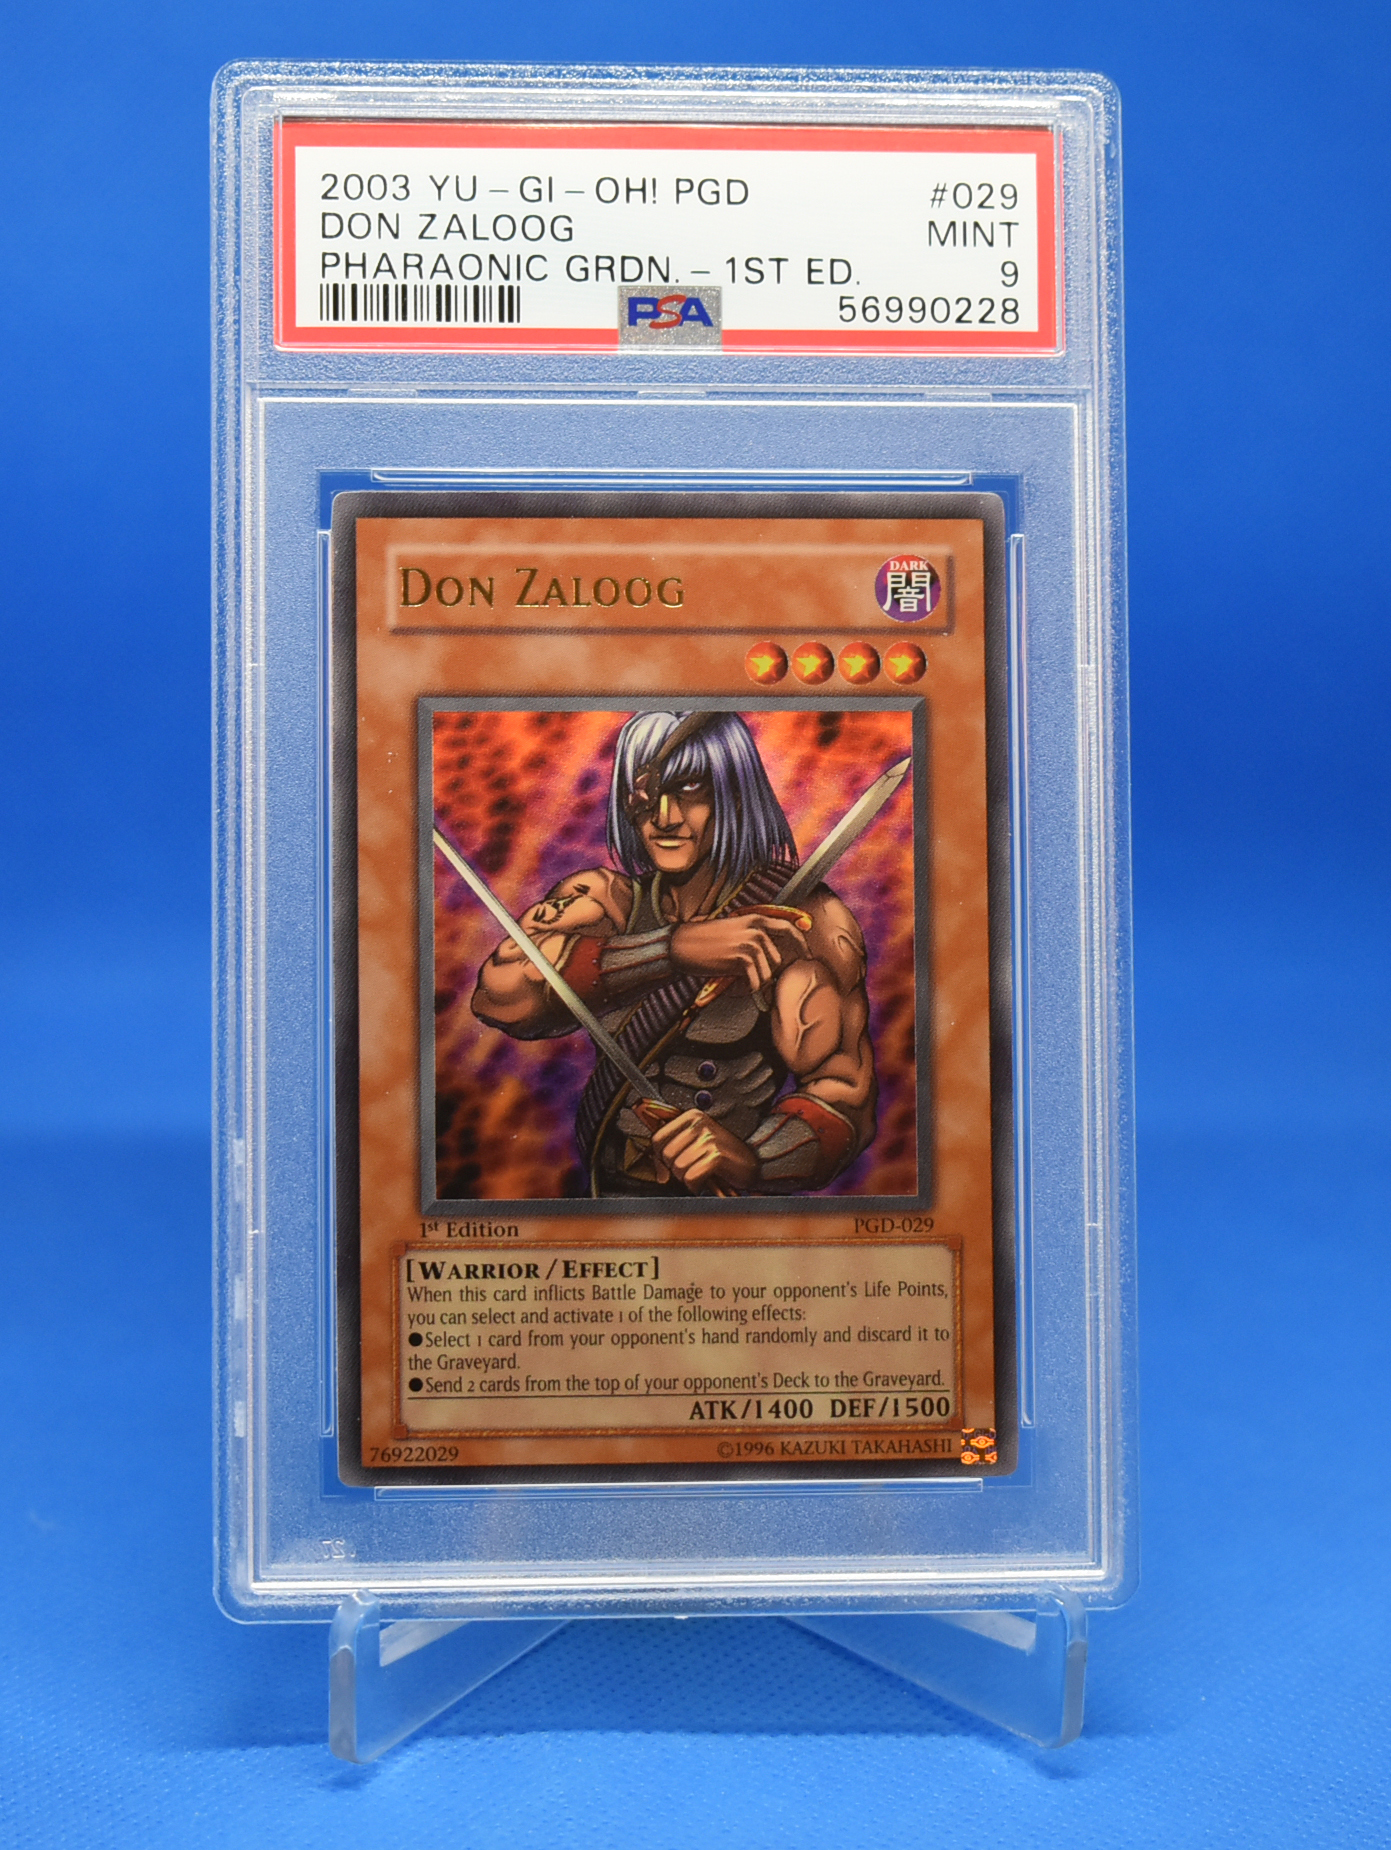 2003 YU-GI-OH! PGD #029
DON ZALOOG MINT
PHARAONIC GRDN.-1ST ED. 9
PSA 56990228
DON ZALOOG
DARK
闇
1st Edition PGD-029
[WARRIOR/EFFECT]
When this card inflicts Battle Damage to your opponent's Life Points,
you can select and activate 1 of the following effects:
●Select 1 card from your opponent's hand randomly and discard it to
the Graveyard.
●Send 2 cards from the top of your opponent's Deck to the Graveyard.
ATK/1400 DEF/1500
76922029 ©1996 KAZUKI TAKAHASHI